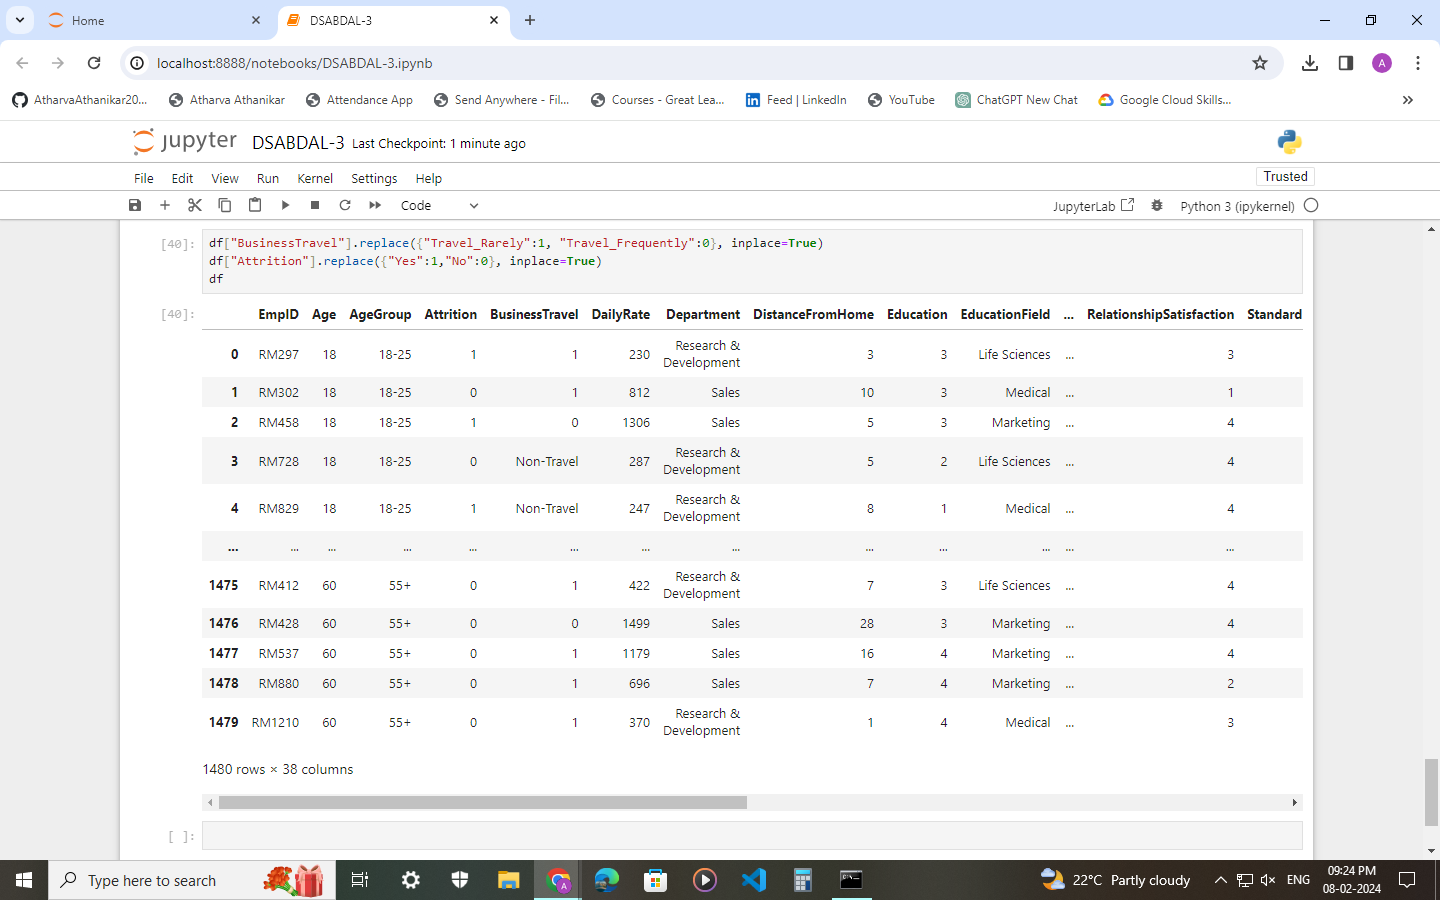 Home
DSABDAL-3
localhost:8888/notebooks/DSABDAL-3.ipynb
A
AtharvaAthanikar20...
Atharva Athanikar
Attendance App
Send Anywhere - Fil...
Courses - Great Lea...
Feed | LinkedIn
YouTube
ChatGPT New Chat
Google Cloud Skills...
jupyter DSABDAL-3 Last Checkpoint: 1 minute ago
File Edit View Run Kernel Settings Help
Trusted
Code
JupyterLab
Python 3 (ipykernel)
[40]: df["BusinessTravel"].replace({"Travel_Rarely":1, "Travel_Frequently":0}, inplace=True)
df["Attrition"].replace({"Yes":1,"No":0}, inplace=True)
df
[40]: EmpID Age AgeGroup Attrition BusinessTravel DailyRate Department DistanceFromHome Education EducationField ... RelationshipSatisfaction Standard
0 RM297 18 18-25 1 1 230 Research & Development 3 3 Life Sciences ... 3
1 RM302 18 18-25 0 1 812 Sales 10 3 Medical ... 1
2 RM458 18 18-25 1 0 1306 Sales 5 3 Marketing ... 4
3 RM728 18 18-25 0 Non-Travel 287 Research & Development 5 2 Life Sciences ... 4
4 RM829 18 18-25 1 Non-Travel 247 Research & Development 8 1 Medical ... 4
... ... ... ... ... ... ... ... ... ... ... ... ...
1475 RM412 60 55+ 0 1 422 Research & Development 7 3 Life Sciences ... 4
1476 RM428 60 55+ 0 0 1499 Sales 28 3 Marketing ... 4
1477 RM537 60 55+ 0 1 1179 Sales 16 4 Marketing ... 4
1478 RM880 60 55+ 0 1 696 Sales 7 4 Marketing ... 2
1479 RM1210 60 55+ 0 1 370 Research & Development 1 4 Medical ... 3
1480 rows × 38 columns
[ ]:
Type here to search
A
22°C Partly cloudy
ENG
09:24 PM
08-02-2024